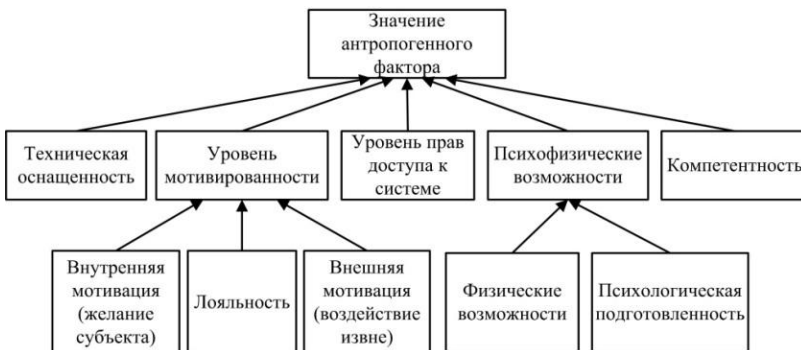 Значение
антропогенного
фактора
Техническая
оснащенность
Уровень
мотивированности
Уровень прав
доступа к
системе
Психофизические
возможности
Компетентность
Внутренняя
мотивация
(желание
субъекта)
Лояльность
Внешняя
мотивация
(воздействие
извне)
Физические
возможности
Психологическая
подготовленность